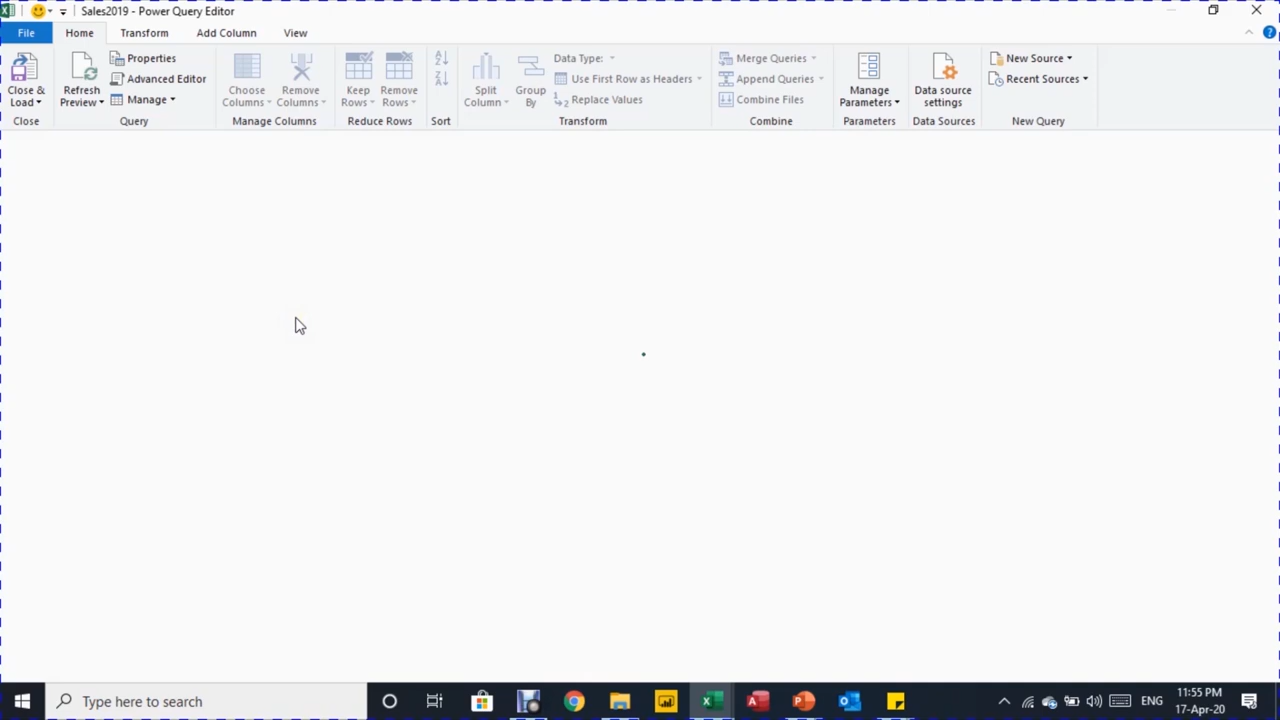 Sales2019 - Power Query Editor
File Home Transform Add Column View
Close & Load
Refresh Preview
Properties
Advanced Editor
Manage
Choose Columns
Remove Columns
Keep Rows
Remove Rows
Split Column
Group By
Data Type:
Use First Row as Headers
Replace Values
Merge Queries
Append Queries
Combine Files
Manage Parameters
Data source settings
New Source
Recent Sources
Close Query Manage Columns Reduce Rows Sort Transform Combine Parameters Data Sources New Query
Type here to search
ENG
11:55 PM
17-Apr-20